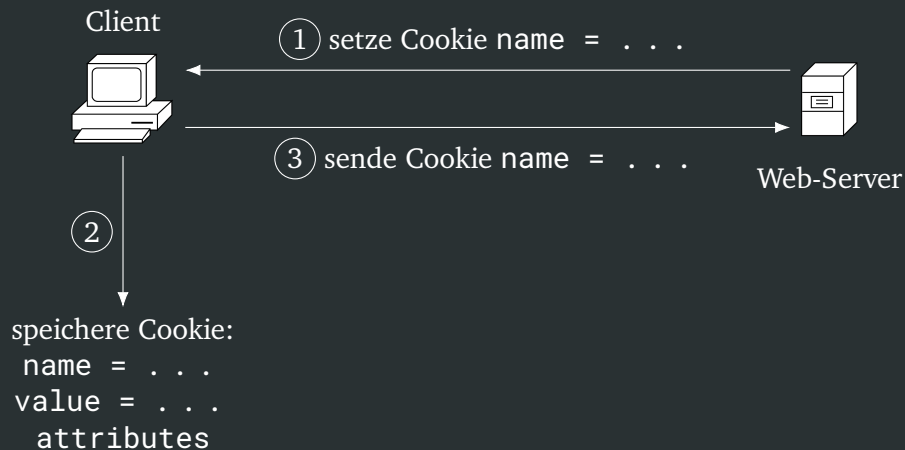 Client
1 setze Cookie name = . . .
3 sende Cookie name = . . .
Web-Server
2
speichere Cookie:
name = . . .
value = . . .
attributes